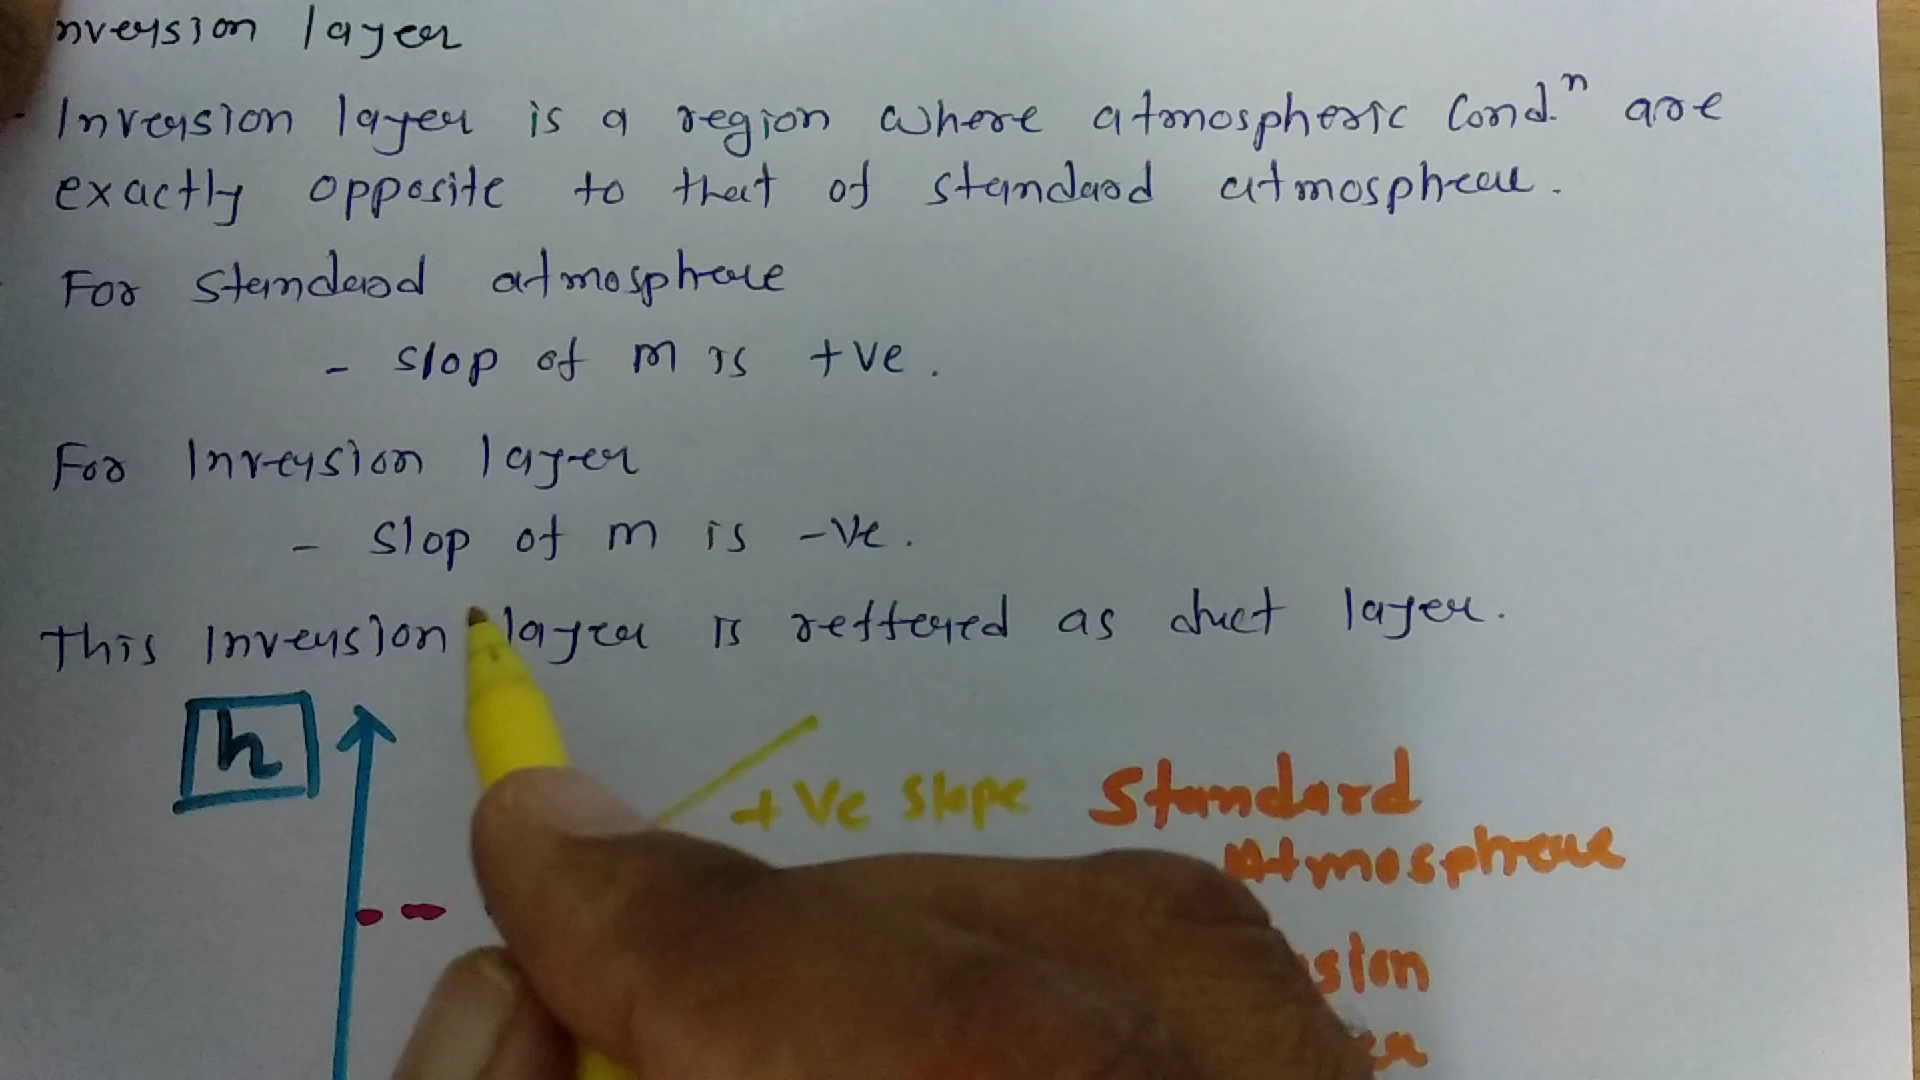 nversion layer
Inversion layer is a region where atmospheric Cond.ⁿ are
exactly opposite to that of standard atmosphere.
For standard atmosphere
- slop of m is +ve.
For Inversion layer
- slop of m is -ve.
This Inversion layer is reffered as duct layer.
h
+ve slope Standard
Atmosphere
sion
er